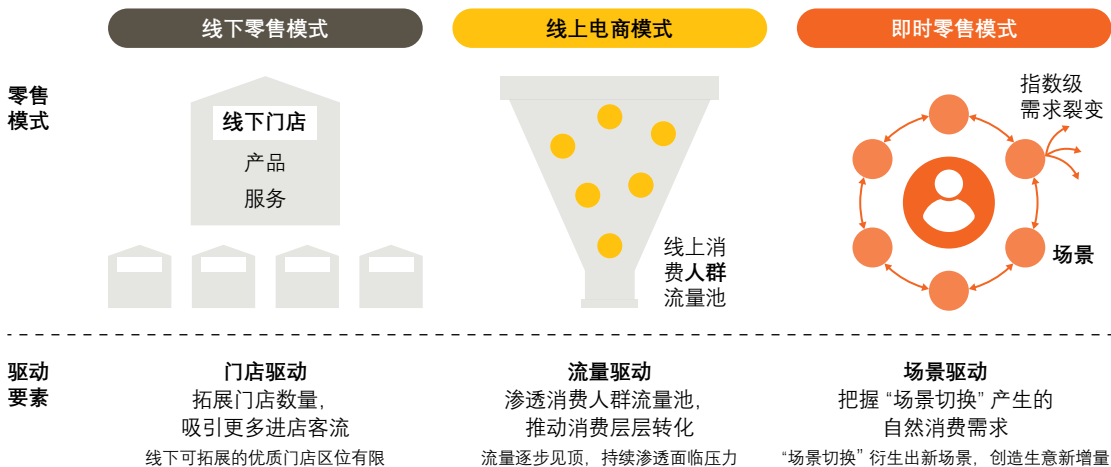 线下零售模式
线上电商模式
即时零售模式
零售
模式
线下门店
产品
服务
线上消
费人群
流量池
指数级
需求裂变
场景
驱动
要素
门店驱动
拓展门店数量，
吸引更多进店客流
线下可拓展的优质门店区位有限
流量驱动
渗透消费人群流量池，
推动消费层层转化
流量逐步见顶，持续渗透面临压力
场景驱动
把握 “场景切换” 产生的
自然消费需求
“场景切换” 衍生出新场景，创造生意新增量